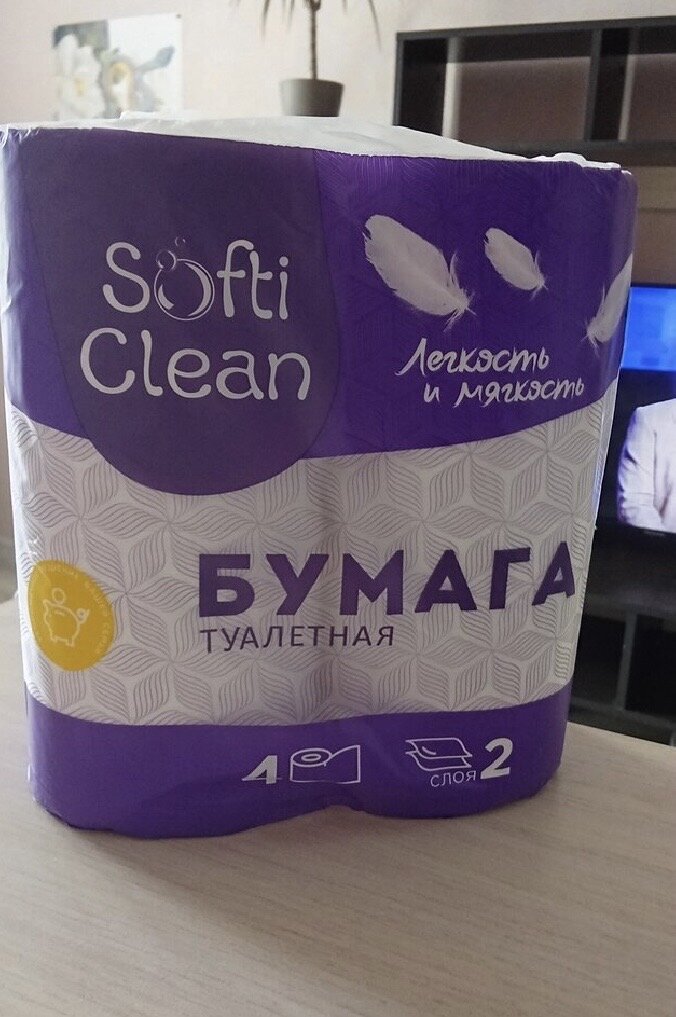 Softi
Clean
Легкость
и мягкость
БУМАГА
ТУАЛЕТНАЯ
4
СЛОЯ 2